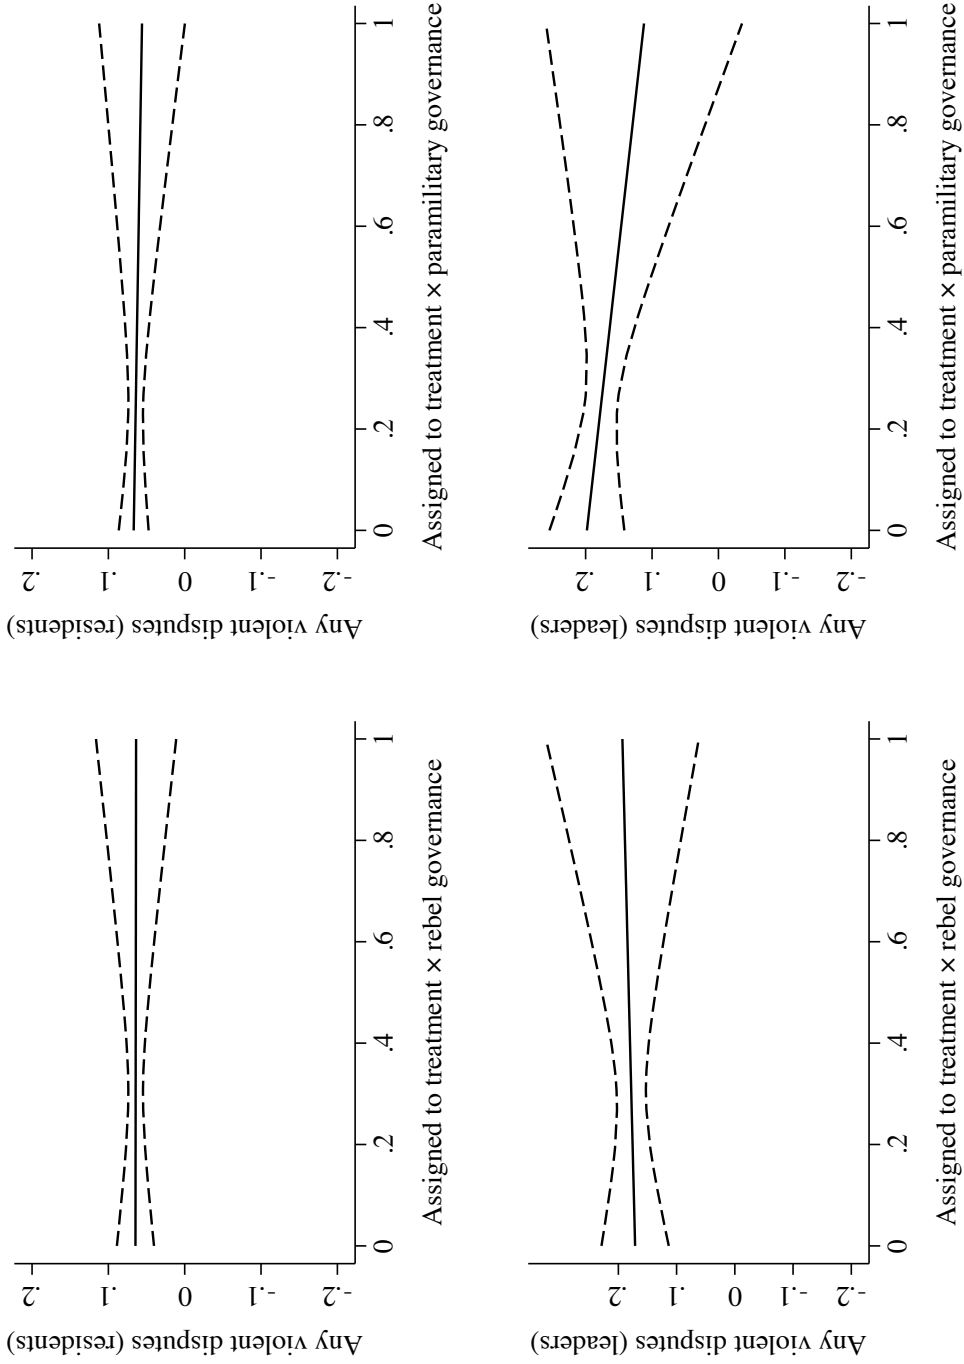 Any violent disputes (residents)
.2
.1
0
-.1
-.2
0 .2 .4 .6 .8 1
Assigned to treatment × rebel governance
Any violent disputes (residents)
.2
.1
0
-.1
-.2
0 .2 .4 .6 .8 1
Assigned to treatment × paramilitary governance
Any violent disputes (leaders)
.2
.1
0
-.1
-.2
0 .2 .4 .6 .8 1
Assigned to treatment × rebel governance
Any violent disputes (leaders)
.2
.1
0
-.1
-.2
0 .2 .4 .6 .8 1
Assigned to treatment × paramilitary governance